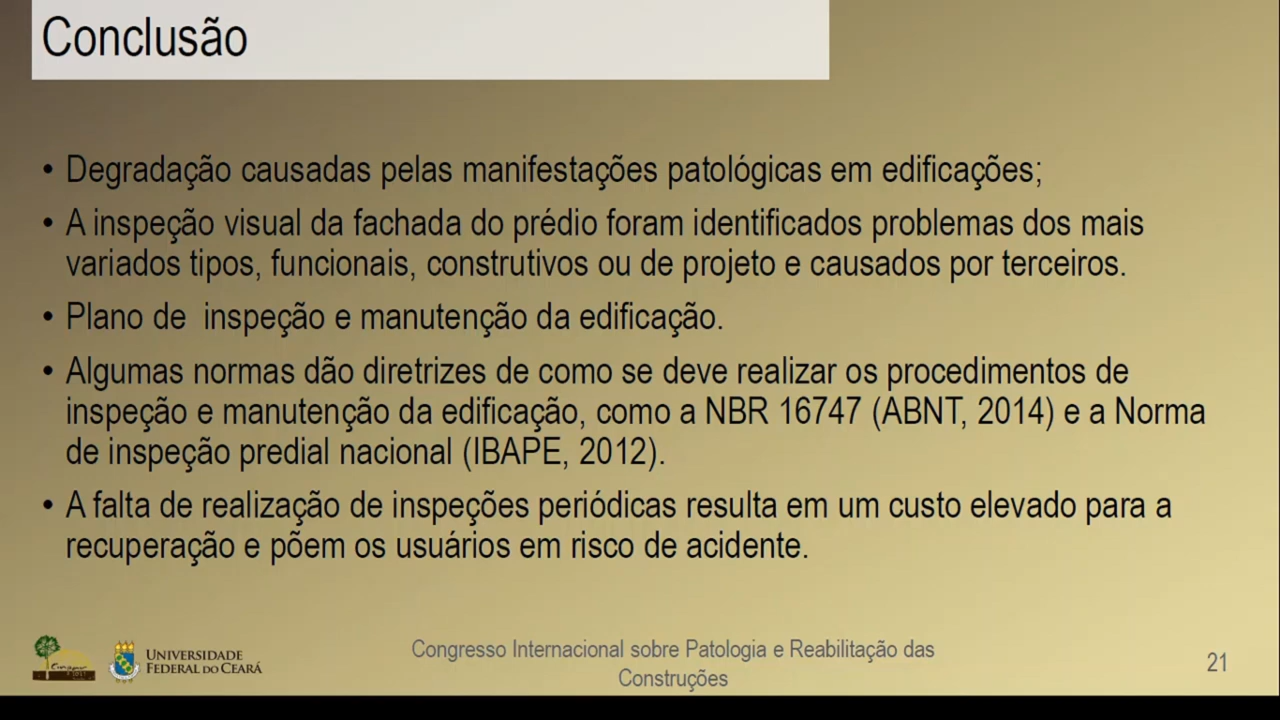 Conclusão
• Degradação causadas pelas manifestações patológicas em edificações;
• A inspeção visual da fachada do prédio foram identificados problemas dos mais
variados tipos, funcionais, construtivos ou de projeto e causados por terceiros.
• Plano de inspeção e manutenção da edificação.
• Algumas normas dão diretrizes de como se deve realizar os procedimentos de
inspeção e manutenção da edificação, como a NBR 16747 (ABNT, 2014) e a Norma
de inspeção predial nacional (IBAPE, 2012).
• A falta de realização de inspeções periódicas resulta em um custo elevado para a
recuperação e põem os usuários em risco de acidente.
UNIVERSIDADE
FEDERAL DO CEARÁ
Congresso Internacional sobre Patologia e Reabilitação das
Construções
21